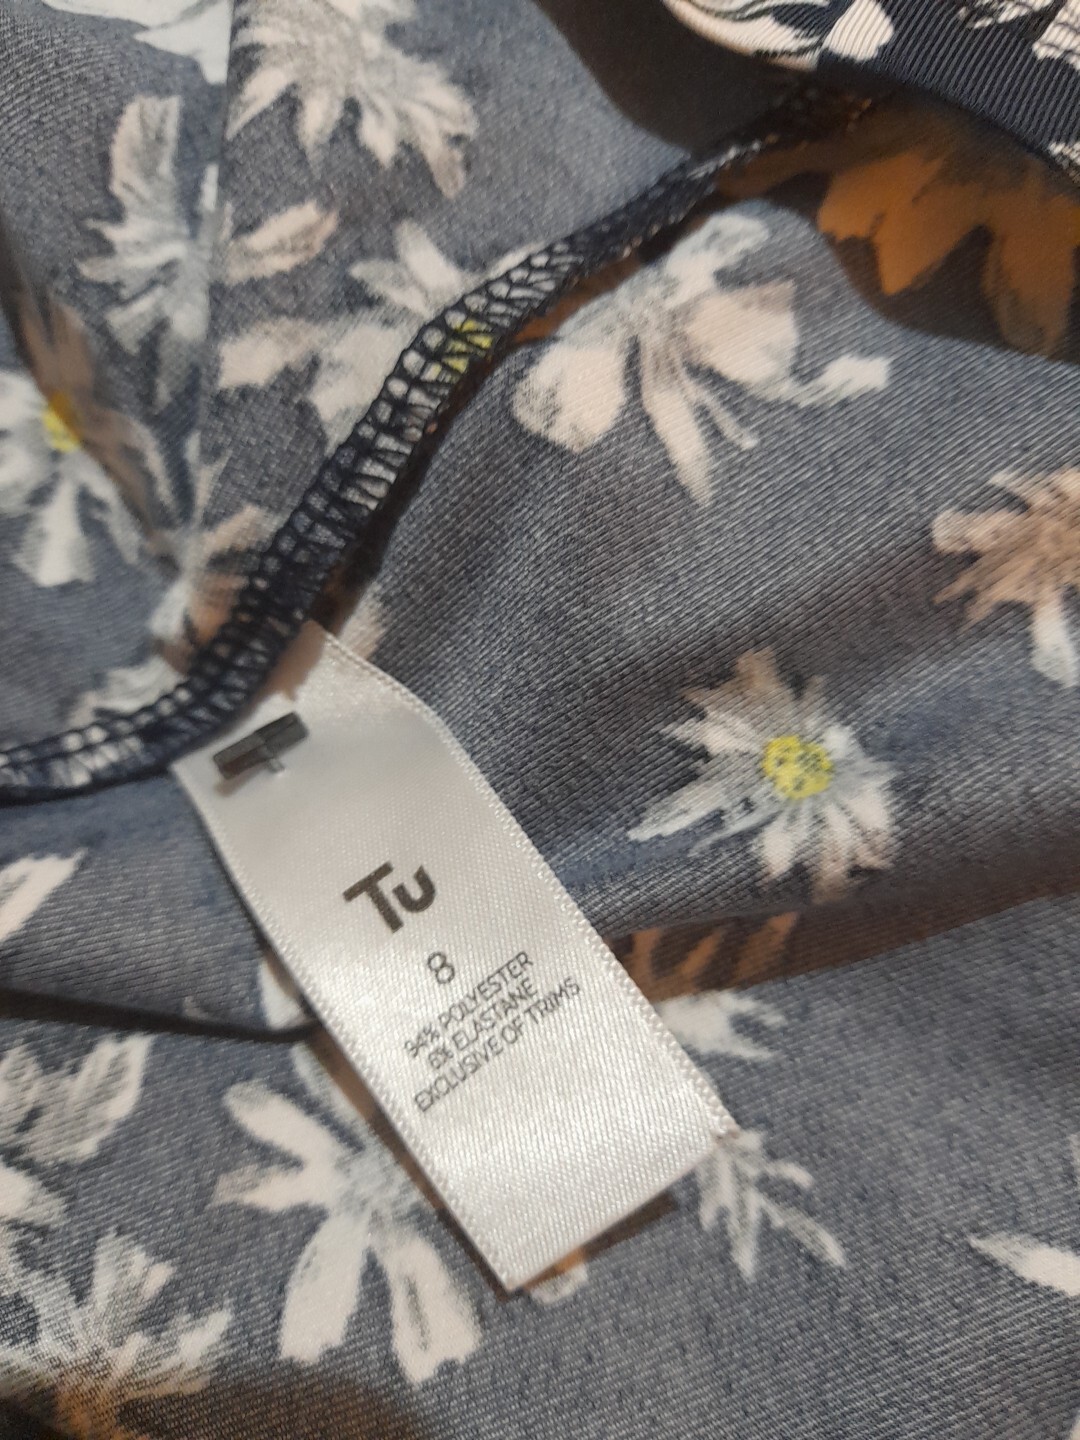 Tu
8
94% POLYESTER
6% ELASTANE
EXCLUSIVE OF TRIMS